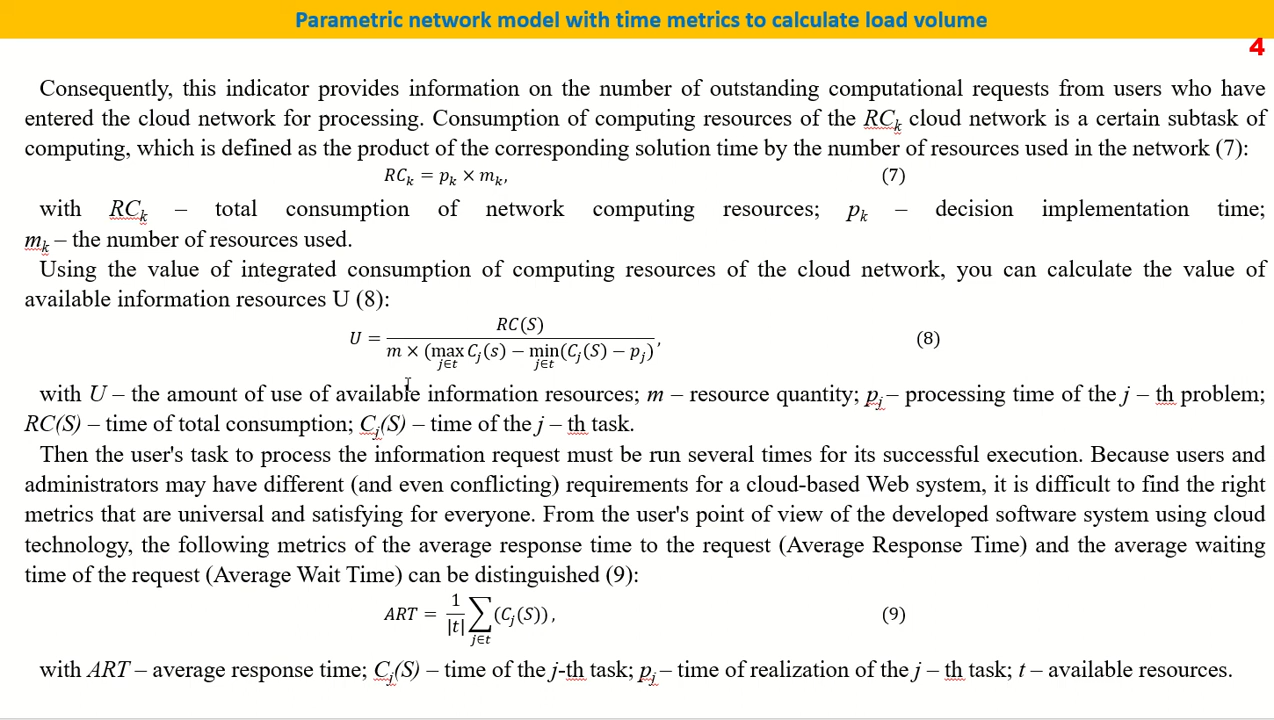 Parametric network model with time metrics to calculate load volume
4
Consequently, this indicator provides information on the number of outstanding computational requests from users who have
entered the cloud network for processing. Consumption of computing resources of the RCₖ cloud network is a certain subtask of
computing, which is defined as the product of the corresponding solution time by the number of resources used in the network (7):
RCₖ = pₖ × mₖ, (7)
with RCₖ – total consumption of network computing resources; pₖ – decision implementation time;
mₖ – the number of resources used.
Using the value of integrated consumption of computing resources of the cloud network, you can calculate the value of
available information resources U (8):
U = RC(S) / m × (max j∈t Cⱼ(s) − min j∈t (Cⱼ(S) − pⱼ) , (8)
with U – the amount of use of available information resources; m – resource quantity; pⱼ – processing time of the j – th problem;
RC(S) – time of total consumption; Cⱼ(S) – time of the j – th task.
Then the user's task to process the information request must be run several times for its successful execution. Because users and
administrators may have different (and even conflicting) requirements for a cloud-based Web system, it is difficult to find the right
metrics that are universal and satisfying for everyone. From the user's point of view of the developed software system using cloud
technology, the following metrics of the average response time to the request (Average Response Time) and the average waiting
time of the request (Average Wait Time) can be distinguished (9):
ART = 1/|t| ∑ j∈t (Cⱼ(S)), (9)
with ART – average response time; Cⱼ(S) – time of the j-th task; pⱼ – time of realization of the j – th task; t – available resources.